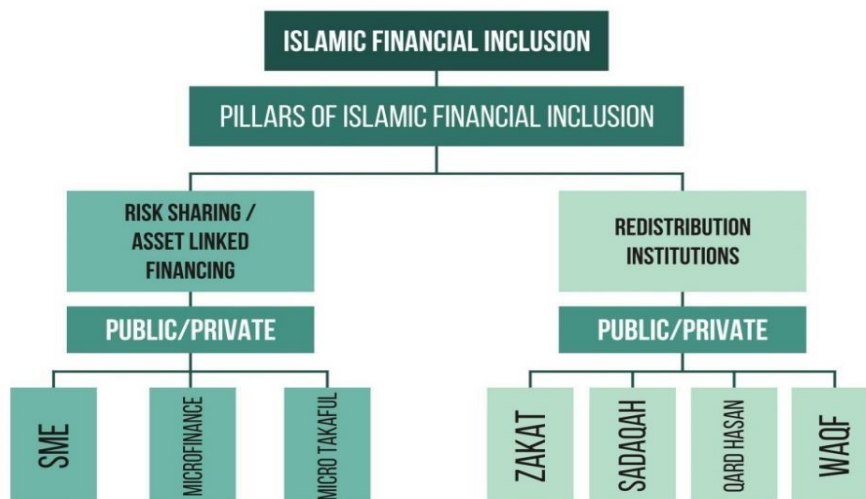 ISLAMIC FINANCIAL INCLUSION
PILLARS OF ISLAMIC FINANCIAL INCLUSION
RISK SHARING /
ASSET LINKED
FINANCING
REDISTRIBUTION
INSTITUTIONS
PUBLIC/PRIVATE
PUBLIC/PRIVATE
SME
MICROFINANCE
MICRO TAKAFUL
ZAKAT
SADAQAH
QARD HASAN
WAQF